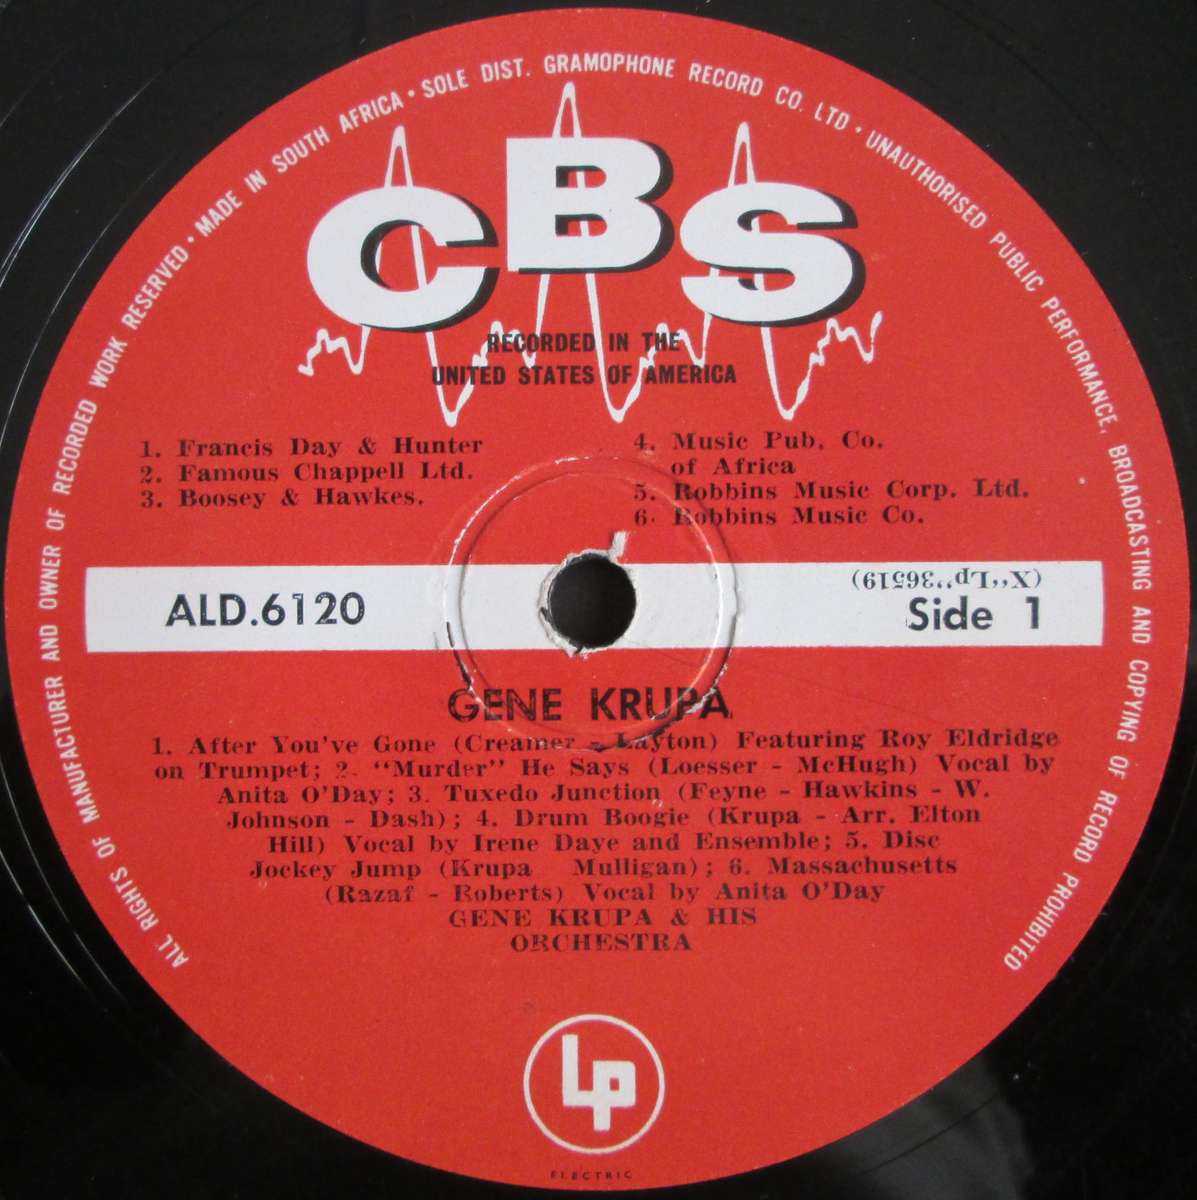 ALL RIGHTS OF MANUFACTURER AND OWNER OF RECORDED WORK RESERVED · MADE IN SOUTH AFRICA · SOLE DIST. GRAMOPHONE RECORD CO. LTD · UNAUTHORISED PUBLIC PERFORMANCE, BROADCASTING AND COPYING OF RECORD PROHIBITED
CBS
RECORDED IN THE
UNITED STATES OF AMERICA
1. Francis Day & Hunter
2. Famous Chappell Ltd.
3. Boosey & Hawkes.
4. Music Pub. Co.
of Africa
5. Robbins Music Corp. Ltd.
6. Robbins Music Co.
(X"Lp"36519)
ALD.6120
Side 1
GENE KRUPA
1. After You've Gone (Creamer - Layton) Featuring Roy Eldridge
on Trumpet; 2. "Murder" He Says (Loesser - McHugh) Vocal by
Anita O'Day; 3. Tuxedo Junction (Feyne - Hawkins - W.
Johnson - Dash); 4. Drum Boogie (Krupa - Arr. Elton
Hill) Vocal by Irene Daye and Ensemble; 5. Disc
Jockey Jump (Krupa Mulligan); 6. Massachusetts
(Razaf - Roberts) Vocal by Anita O'Day
GENE KRUPA & HIS
ORCHESTRA
LP
ELECTRIC